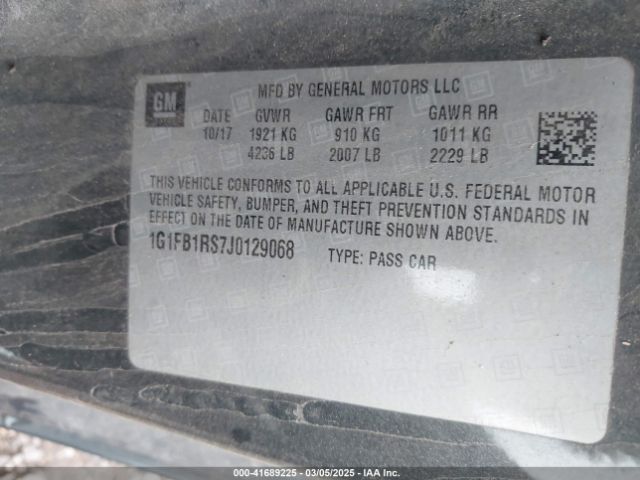 GM
MFD BY GENERAL MOTORS LLC
DATE GVWR GAWR FRT GAWR RR
10/17 1921 KG 910 KG 1011 KG
4236 LB 2007 LB 2229 LB
THIS VEHICLE CONFORMS TO ALL APPLICABLE U.S. FEDERAL MOTOR
VEHICLE SAFETY, BUMPER, AND THEFT PREVENTION STANDARDS IN
EFFECT ON THE DATE OF MANUFACTURE SHOWN ABOVE.
1G1FB1RS7J0129068 TYPE: PASS CAR
000-41689225 - 03/05/2025 - IAA Inc.